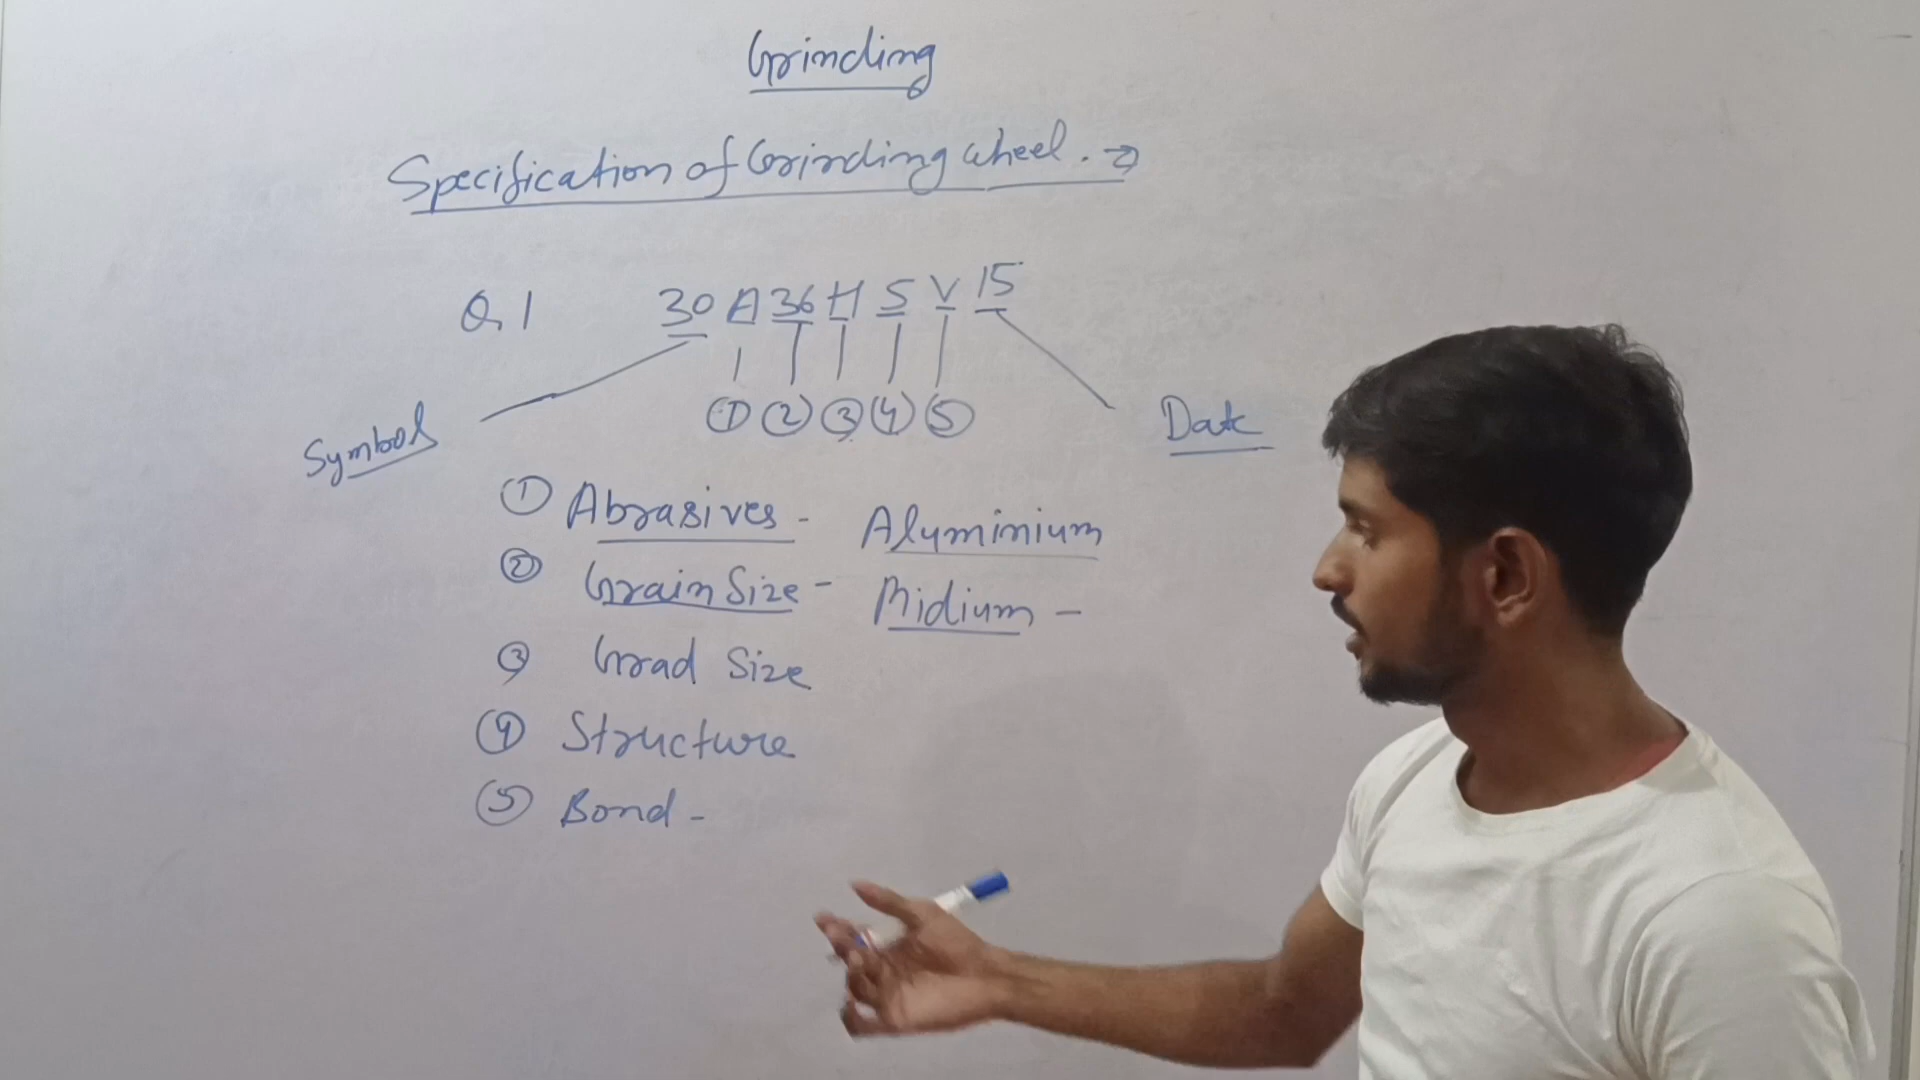 Grinding
Specification of Grinding wheel. →
Q.1 30 A 36 H 5 V 15
① ② ③ ④ ⑤
Symbol Date
① Abrasives - Aluminium
② Grain Size - Midium -
③ Grad Size
④ Structure
⑤ Bond -